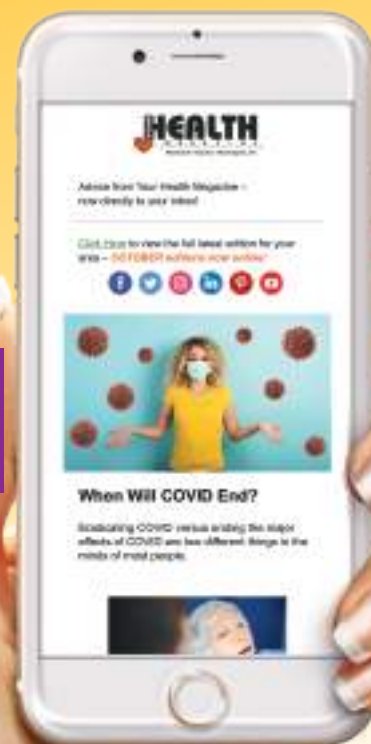 HEALTH
MAGAZINE
Advice from Your Health Magazine –
now directly to your inbox!
Click Here to view the full latest edition for your
area – OCTOBER editions now online!
When Will COVID End?
Eradicating COVID versus ending the major
effects of COVID are two different things in the
minds of most people.